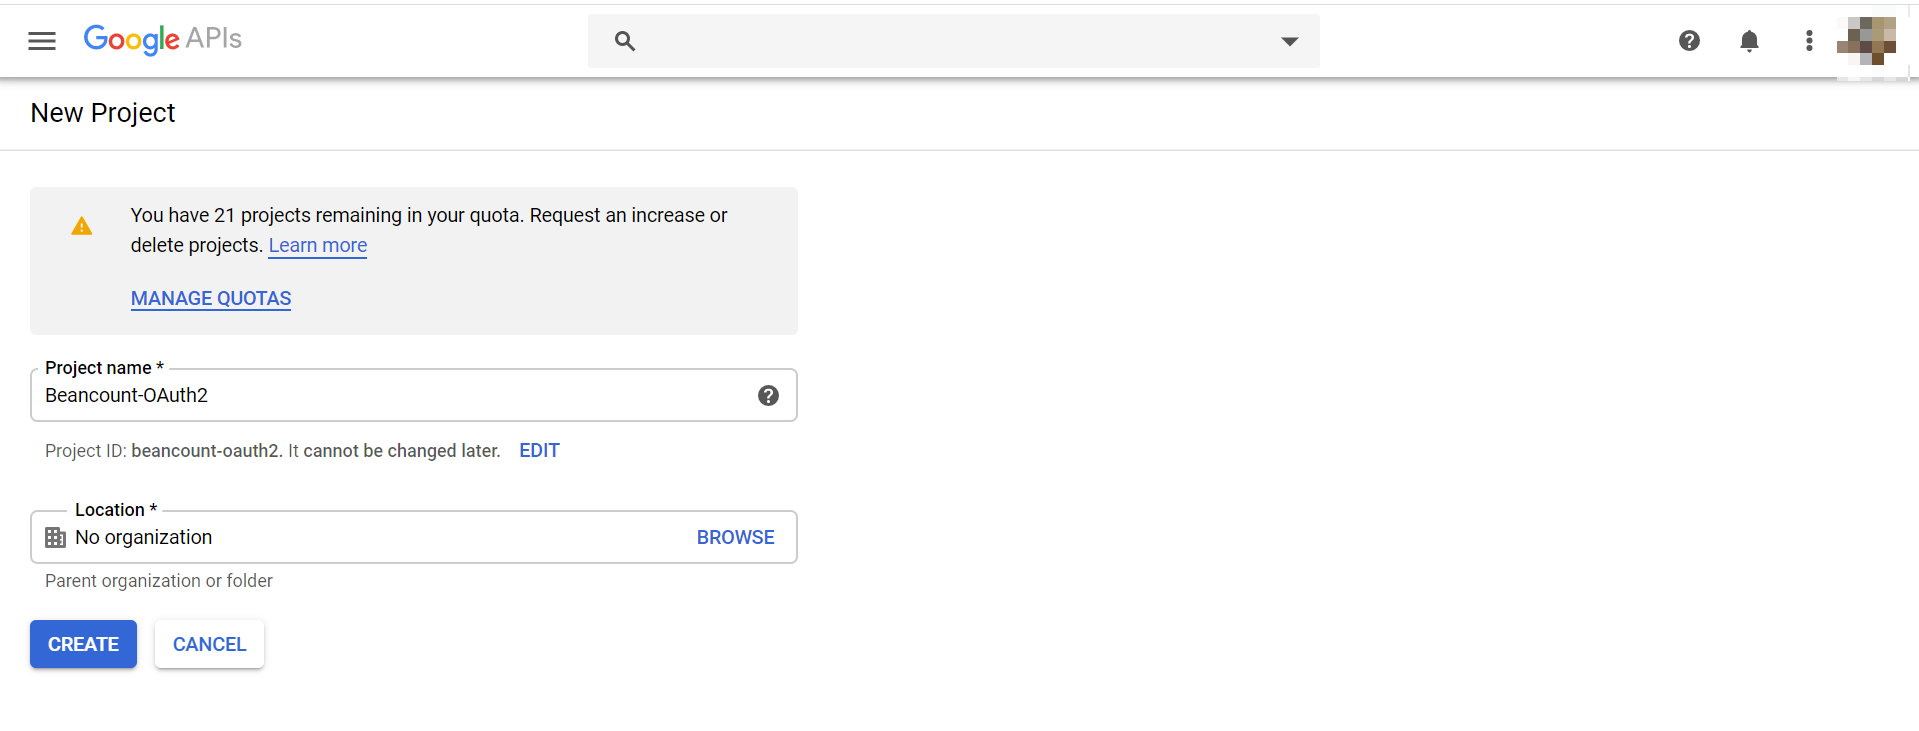 Google APIs
New Project
You have 21 projects remaining in your quota. Request an increase or
delete projects. Learn more
MANAGE QUOTAS
Project name *
Beancount-OAuth2
Project ID: beancount-oauth2. It cannot be changed later. EDIT
Location *
No organization BROWSE
Parent organization or folder
CREATE CANCEL